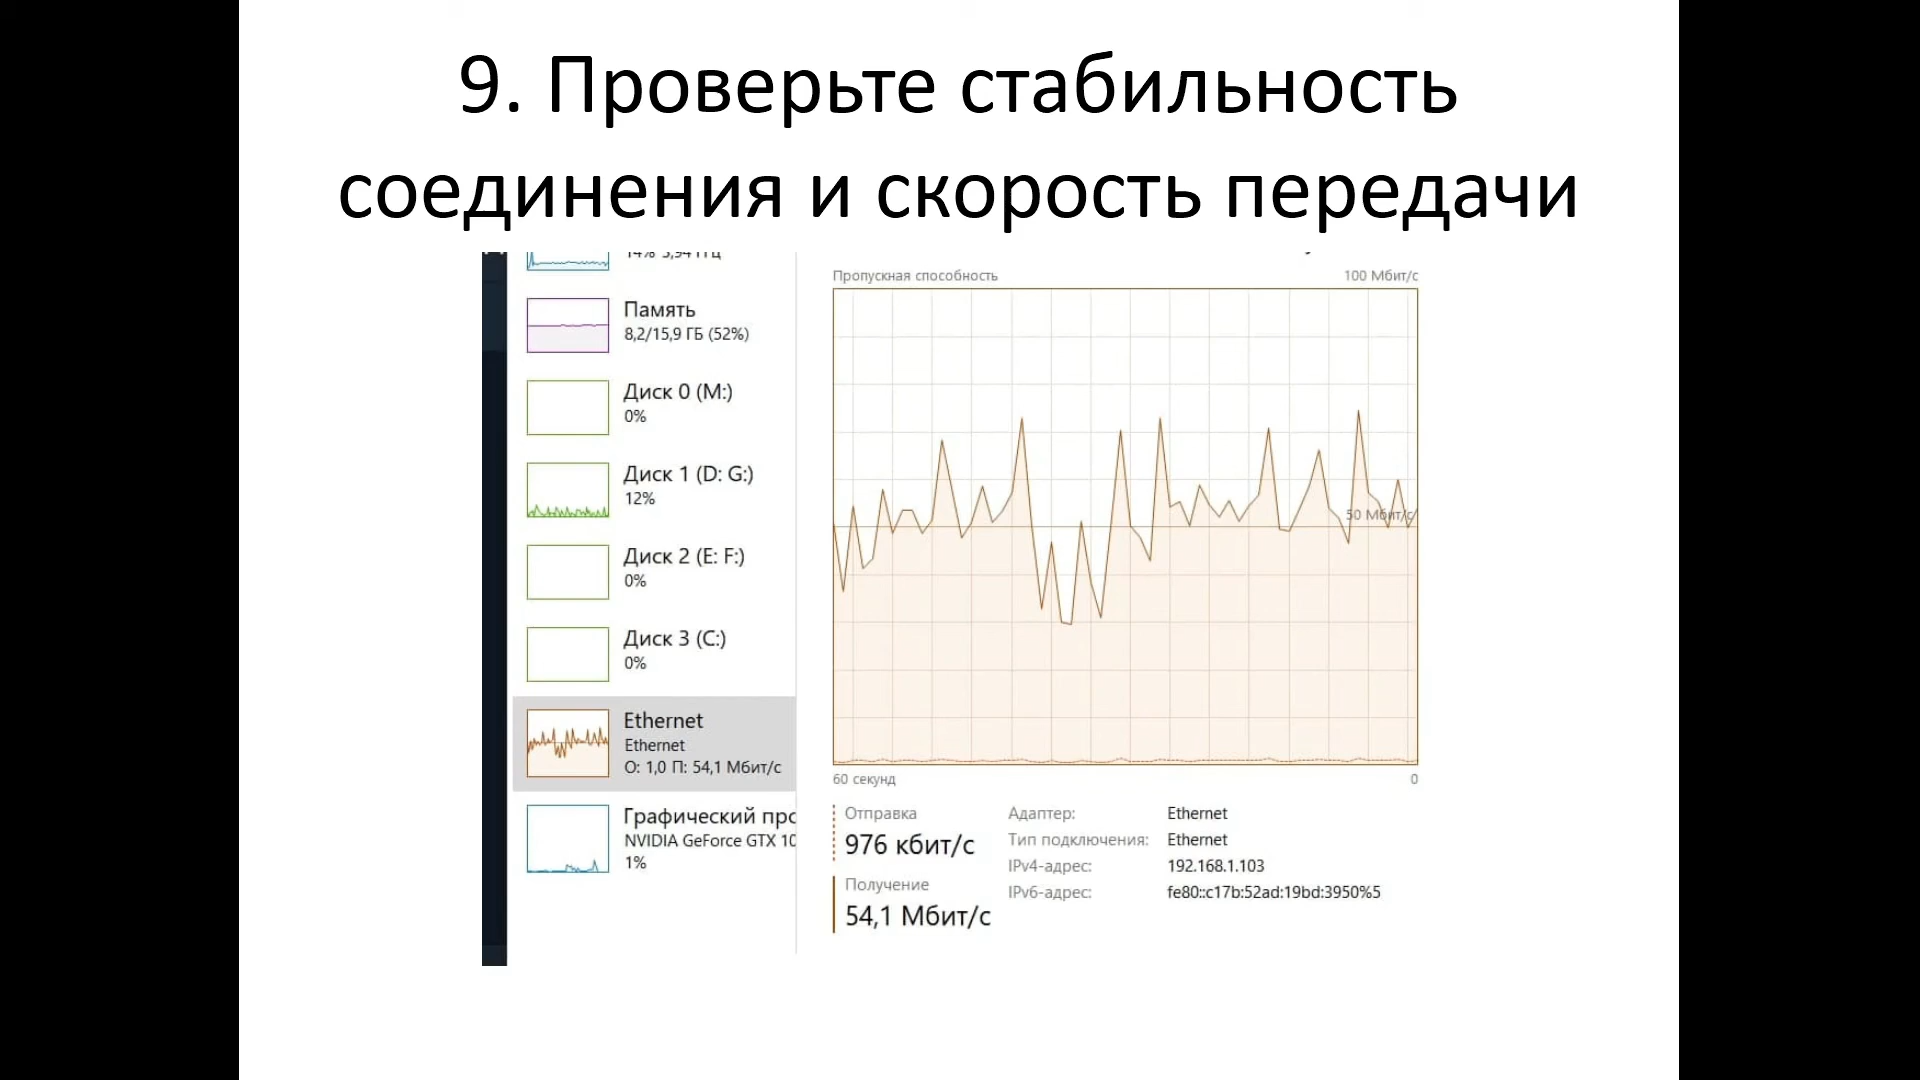 9. Проверьте стабильность
соединения и скорость передачи
Память
8,2/15,9 ГБ (52%)
Диск 0 (M:)
0%
Диск 1 (D: G:)
12%
Диск 2 (E: F:)
0%
Диск 3 (C:)
0%
Ethernet
Ethernet
О: 1,0 П: 54,1 Мбит/с
Графический прс
NVIDIA GeForce GTX 10
1%
Пропускная способность
100 Мбит/с
50 Мбит/с
60 секунд
0
Отправка
976 кбит/с
Получение
54,1 Мбит/с
Адаптер:
Ethernet
Тип подключения:
Ethernet
IPv4-адрес:
192.168.1.103
IPv6-адрес:
fe80::c17b:52ad:19bd:3950%5